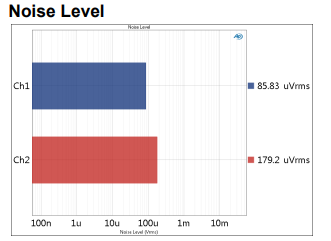 Noise Level
Noise Level
Ch1
85.83 uVrms
Ch2
179.2 uVrms
100n 1u 10u 100u 1m 10m
Noise Level (Vrms)